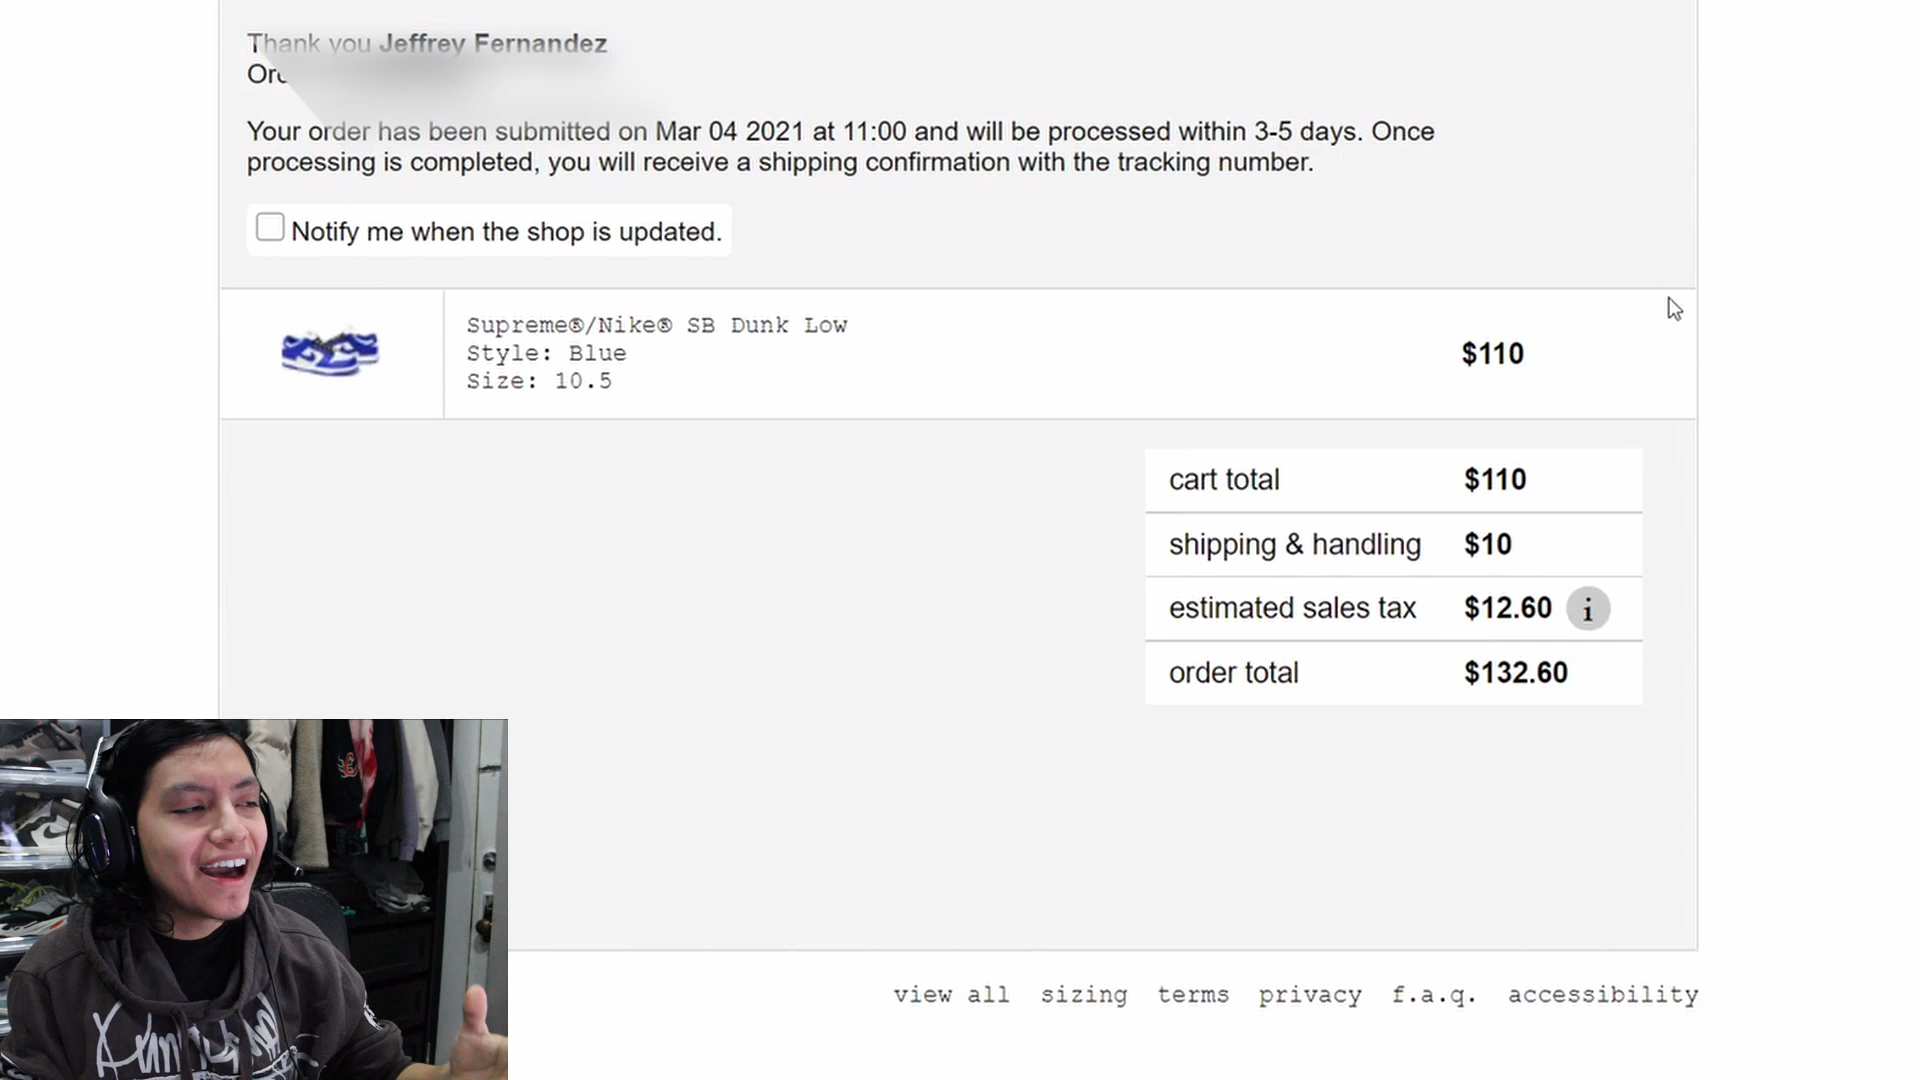 Thank you Jeffrey Fernandez
Your order has been submitted on Mar 04 2021 at 11:00 and will be processed within 3-5 days. Once
processing is completed, you will receive a shipping confirmation with the tracking number.
Notify me when the shop is updated.
Supreme®/Nike® SB Dunk Low
Style: Blue
Size: 10.5
$110
cart total $110
shipping & handling $10
estimated sales tax $12.60 i
order total $132.60
view all sizing terms privacy f.a.q. accessibility